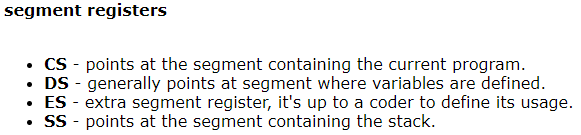 segment registers
• CS - points at the segment containing the current program.
• DS - generally points at segment where variables are defined.
• ES - extra segment register, it's up to a coder to define its usage.
• SS - points at the segment containing the stack.